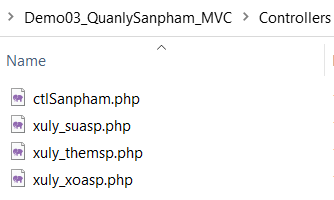 Demo03_QuanlySanpham_MVC > Controllers
Name
ctlSanpham.php
xuly_suasp.php
xuly_themsp.php
xuly_xoasp.php